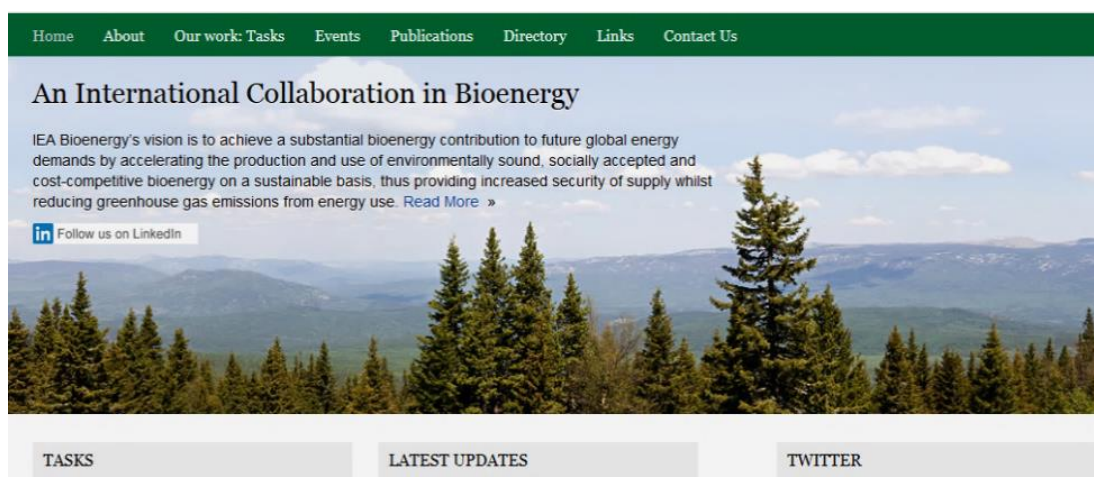 Home About Our work: Tasks Events Publications Directory Links Contact Us
An International Collaboration in Bioenergy
IEA Bioenergy's vision is to achieve a substantial bioenergy contribution to future global energy
demands by accelerating the production and use of environmentally sound, socially accepted and
cost-competitive bioenergy on a sustainable basis, thus providing increased security of supply whilst
reducing greenhouse gas emissions from energy use. Read More »
in Follow us on LinkedIn
TASKS LATEST UPDATES TWITTER